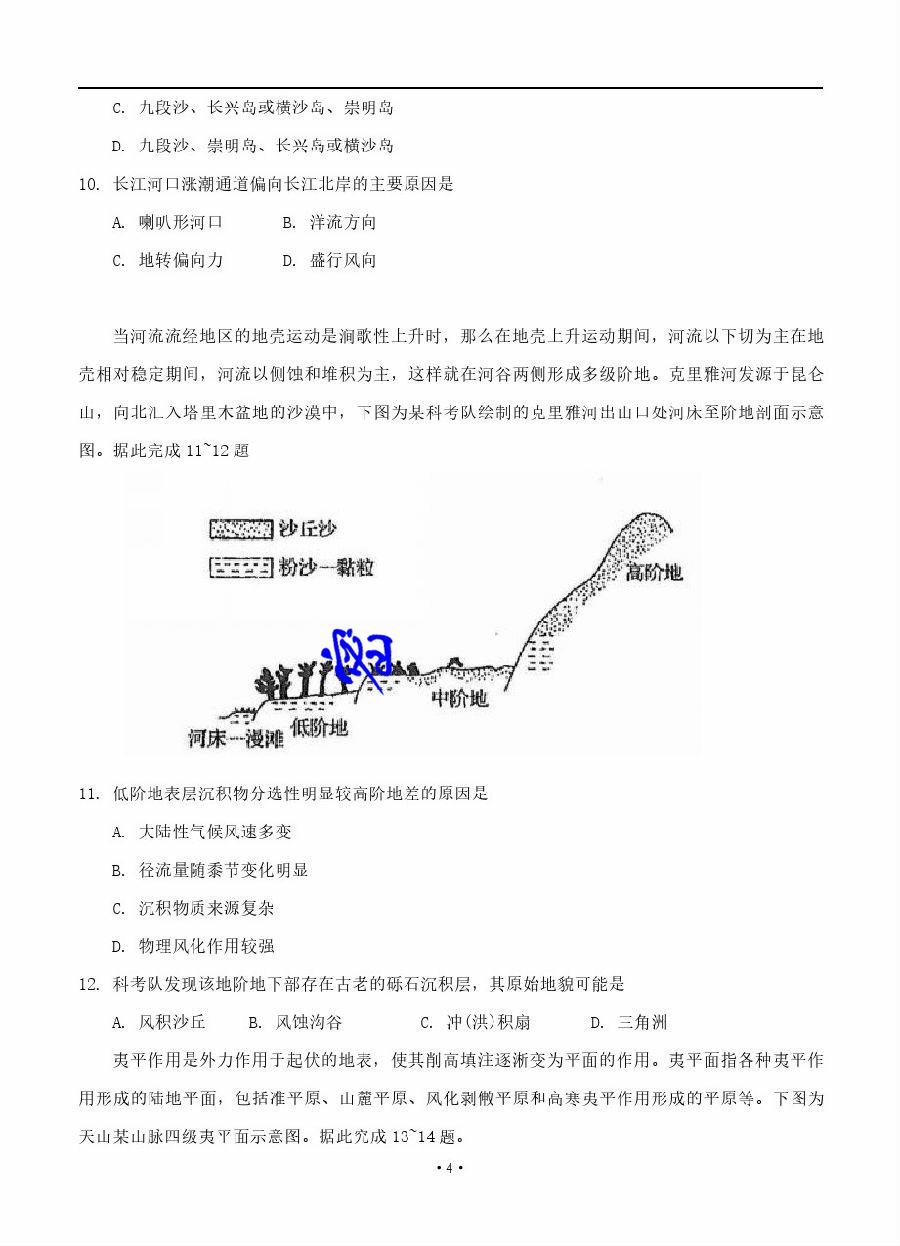 C. 九段沙、长兴岛或横沙岛、崇明岛
D. 九段沙、崇明岛、长兴岛或横沙岛
10. 长江河口涨潮通道偏向长江北岸的主要原因是
A. 喇叭形河口 B. 洋流方向
C. 地转偏向力 D. 盛行风向
当河流流经地区的地壳运动是涧歌性上升时，那么在地壳上升运动期间，河流以下切为主在地
壳相对稳定期间，河流以侧蚀和堆积为主，这样就在河谷两侧形成多级阶地。克里雅河发源于昆仑
山，向北汇入塔里木盆地的沙漠中，下图为某科考队绘制的克里雅河出山口处河床至阶地剖面示意
图。据此完成 11~12 题
沙丘沙
粉沙一黏粒
高阶地
中阶地
低阶地
河床一漫滩
11. 低阶地表层沉积物分选性明显较高阶地差的原因是
A. 大陆性气候风速多变
B. 径流量随黍节变化明显
C. 沉积物质来源复杂
D. 物理风化作用较强
12. 科考队发现该地阶地下部存在古老的砾石沉积层，其原始地貌可能是
A. 风积沙丘 B. 风蚀沟谷 C. 冲(洪)积扇 D. 三角洲
夷平作用是外力作用于起伏的地表，使其削高填注逐渐变为平面的作用。夷平面指各种夷平作
用形成的陆地平面，包括准平原、山麓平原、风化剥僌平原和高寒夷平作用形成的平原等。下图为
天山某山脉四级夷平面示意图。据此完成 13~14 题。
·4·